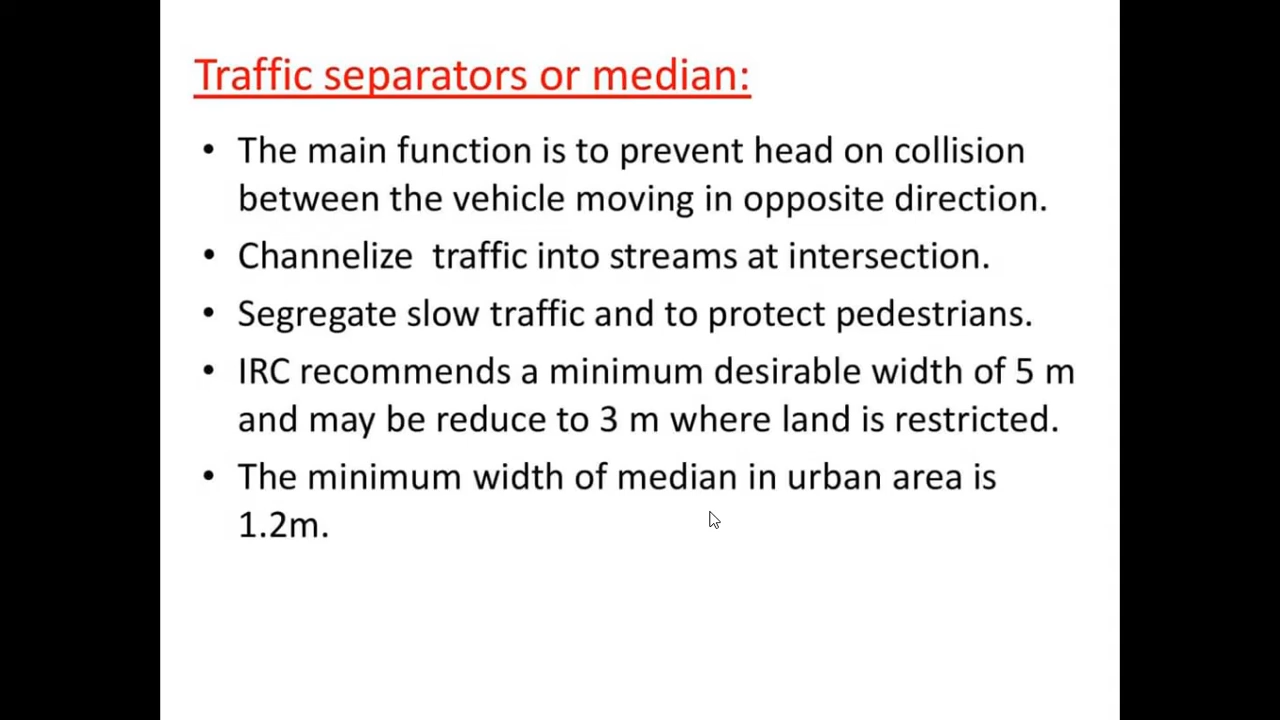 Traffic separators or median:
• The main function is to prevent head on collision
between the vehicle moving in opposite direction.
• Channelize  traffic into streams at intersection.
• Segregate slow traffic and to protect pedestrians.
• IRC recommends a minimum desirable width of 5 m
and may be reduce to 3 m where land is restricted.
• The minimum width of median in urban area is
1.2m.